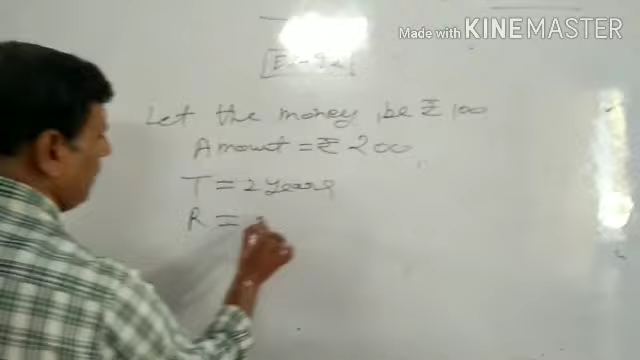 Made with KINEMASTER
Let the money be ₹ 100
Amount = ₹ 200
T = 2 years
R =